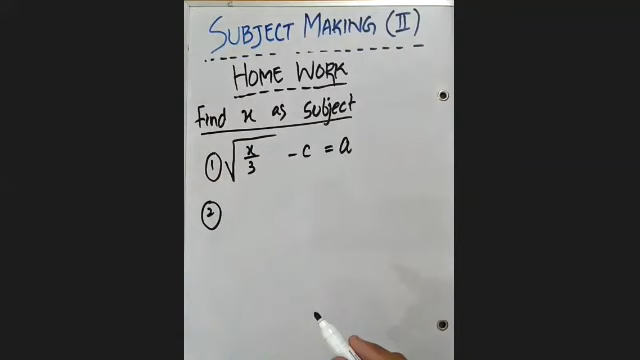 SUBJECT MAKING (II)
HOME WORK
Find x as Subject
① √(x/3) - c = a
②